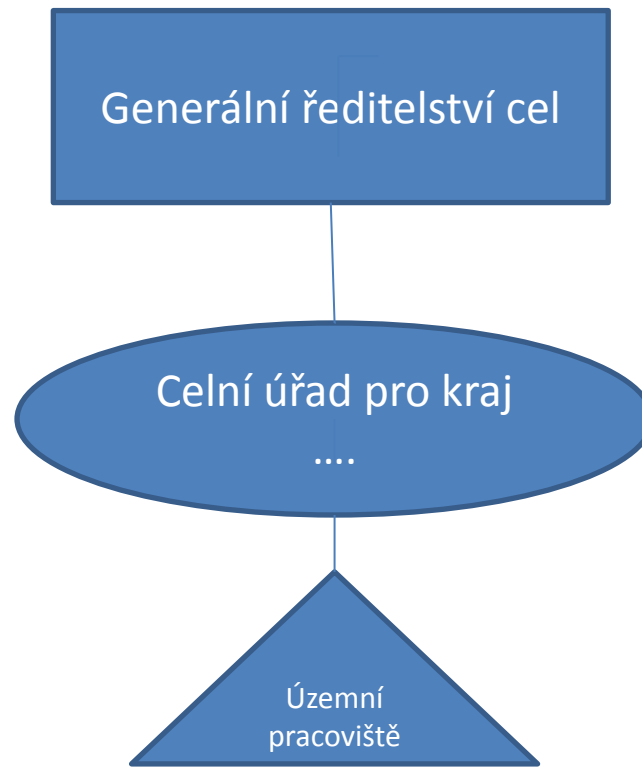 Generální ředitelství cel
Celní úřad pro kraj
....
Územní
pracoviště